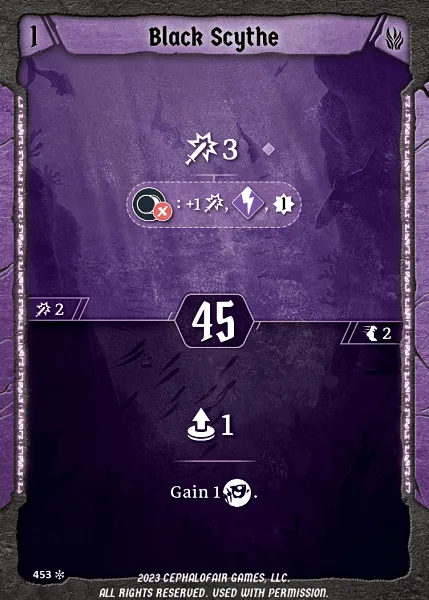 1
Black Scythe
3
: +1 , , 1
2
45
2
1
Gain 1 .
453
2023 CEPHALOFAIR GAMES, LLC.
ALL RIGHTS RESERVED. USED WITH PERMISSION.